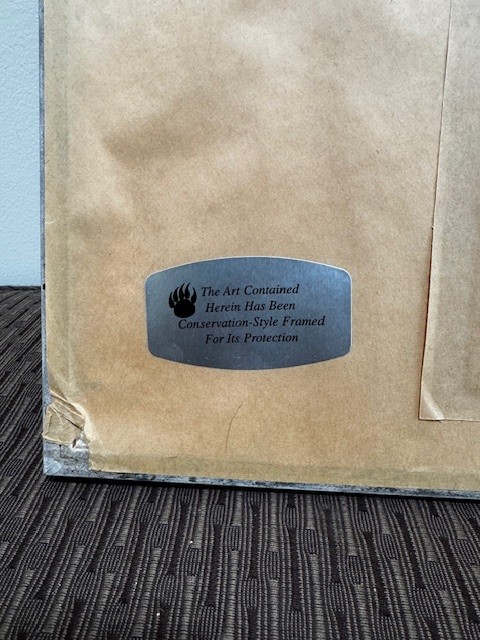 The Art Contained
Herein Has Been
Conservation-Style Framed
For Its Protection